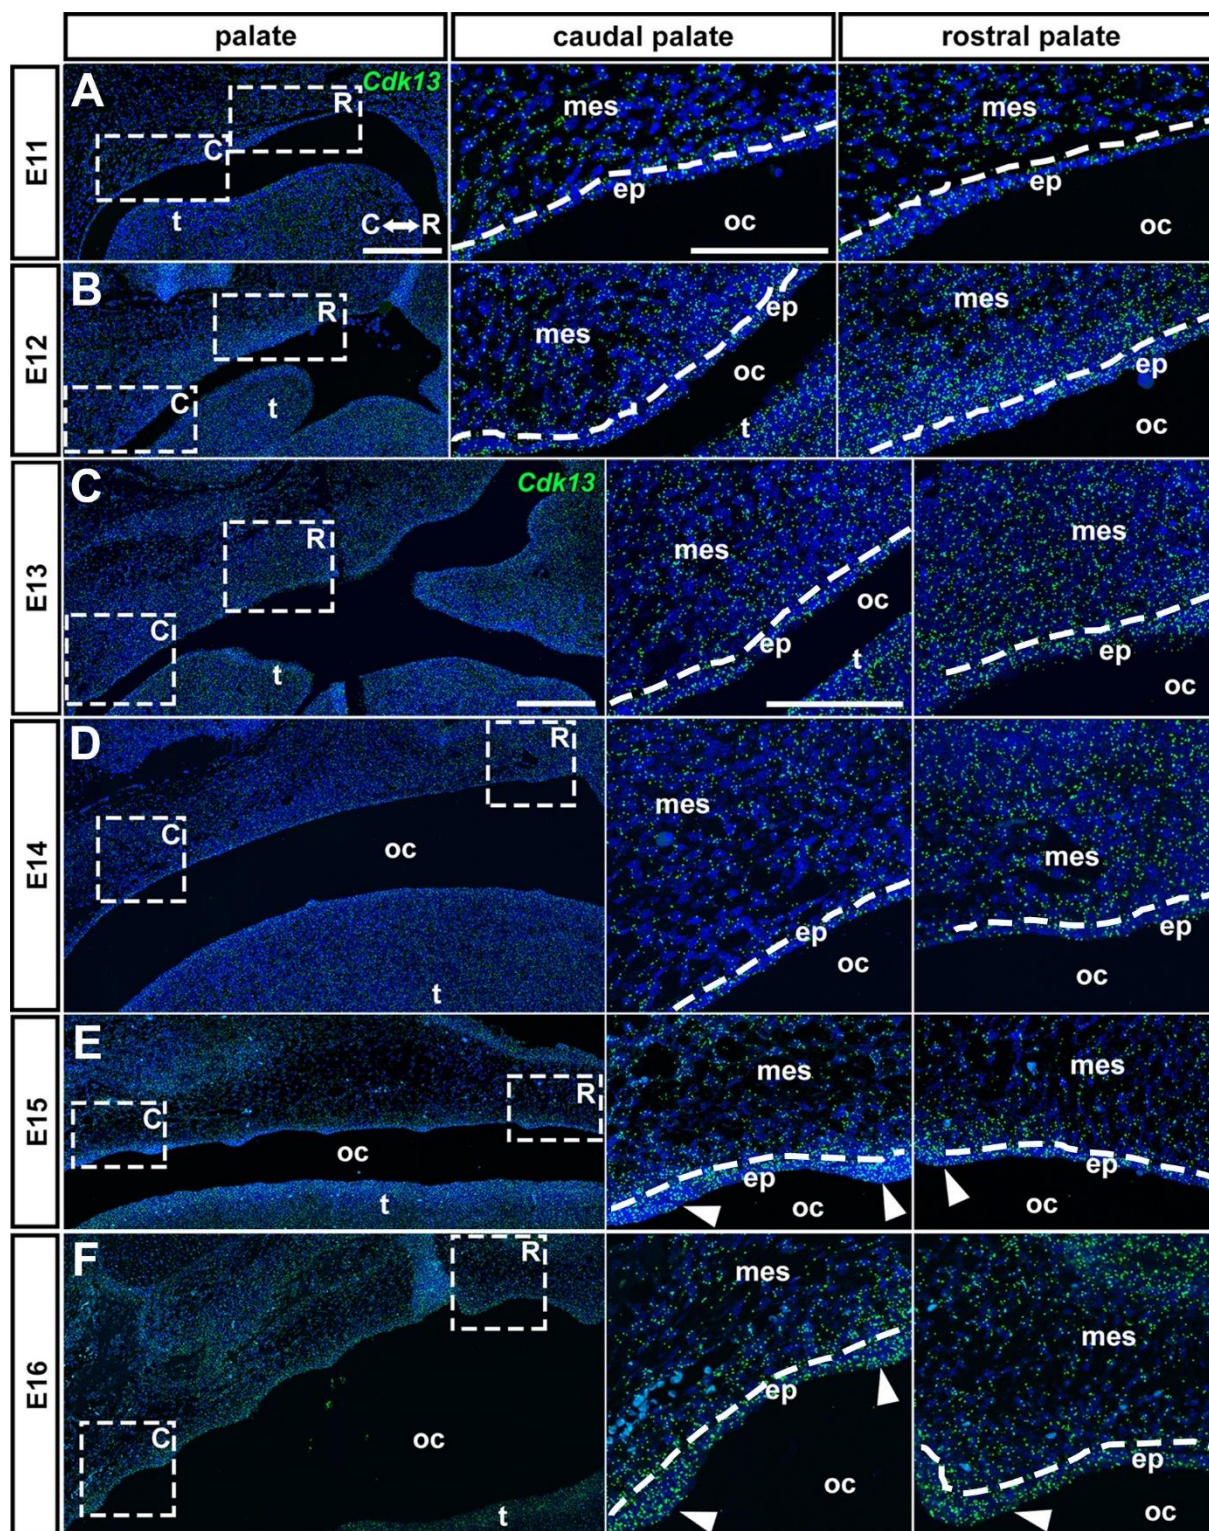 palate
caudal palate
rostral palate
E11
A
Cdk13
R
C
t
C R
mes
ep
oc
mes
ep
oc
E12
B
R
C
t
mes
ep
oc
t
mes
ep
oc
E13
C
Cdk13
R
C
t
mes
oc
ep
t
mes
ep
oc
E14
D
R
C
oc
t
mes
ep
oc
mes
ep
oc
E15
E
R
C
oc
t
mes
ep
oc
mes
ep
oc
E16
F
R
C
oc
t
mes
ep
oc
mes
ep
oc